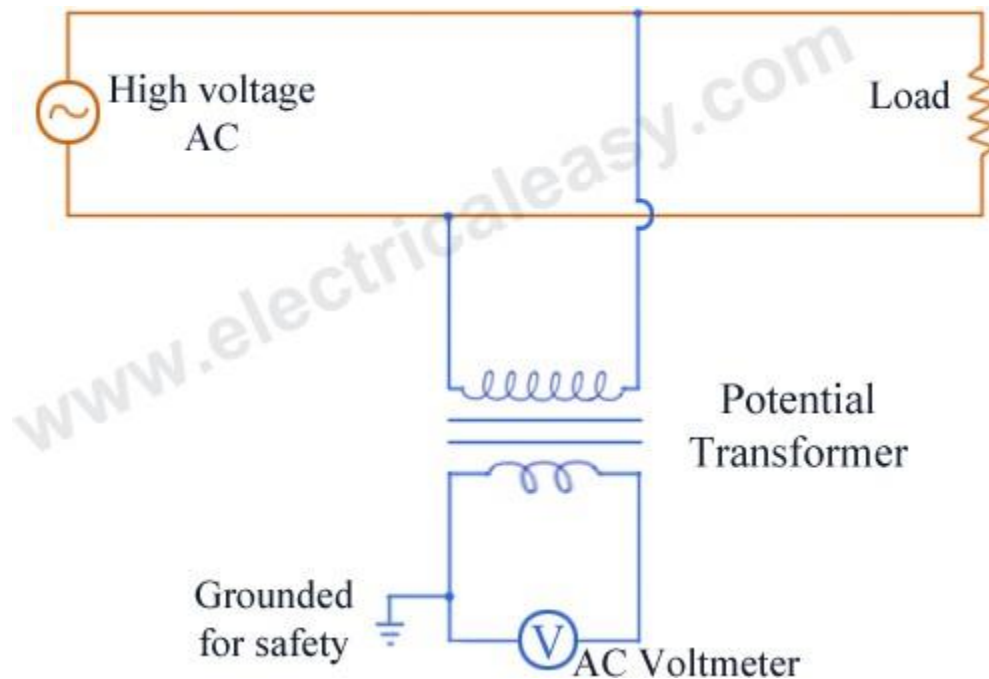 High voltage
AC
Load
www.electricaleasy.com
Potential
Transformer
Grounded
for safety
V
AC Voltmeter